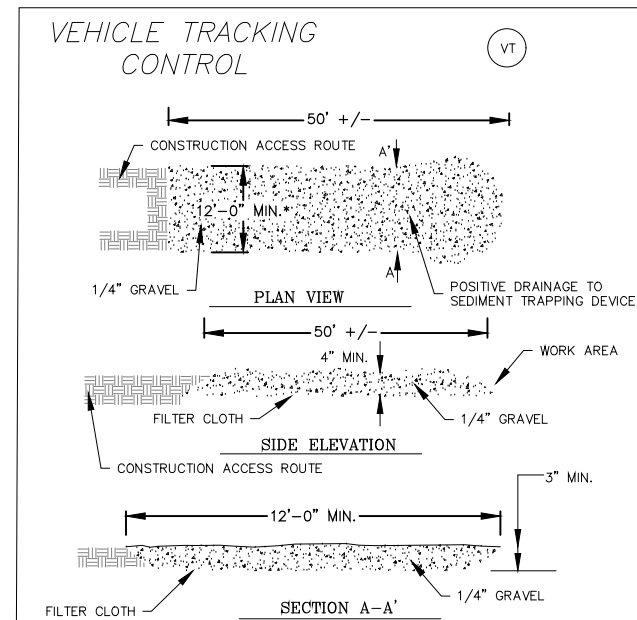 VEHICLE TRACKING
CONTROL
VT
50' +/-
CONSTRUCTION ACCESS ROUTE
A'
12'-0" MIN.*
A
1/4" GRAVEL
PLAN VIEW
POSITIVE DRAINAGE TO
SEDIMENT TRAPPING DEVICE
50' +/-
4" MIN.
WORK AREA
FILTER CLOTH
1/4" GRAVEL
SIDE ELEVATION
CONSTRUCTION ACCESS ROUTE
3" MIN.
12'-0" MIN.
FILTER CLOTH
1/4" GRAVEL
SECTION A-A'